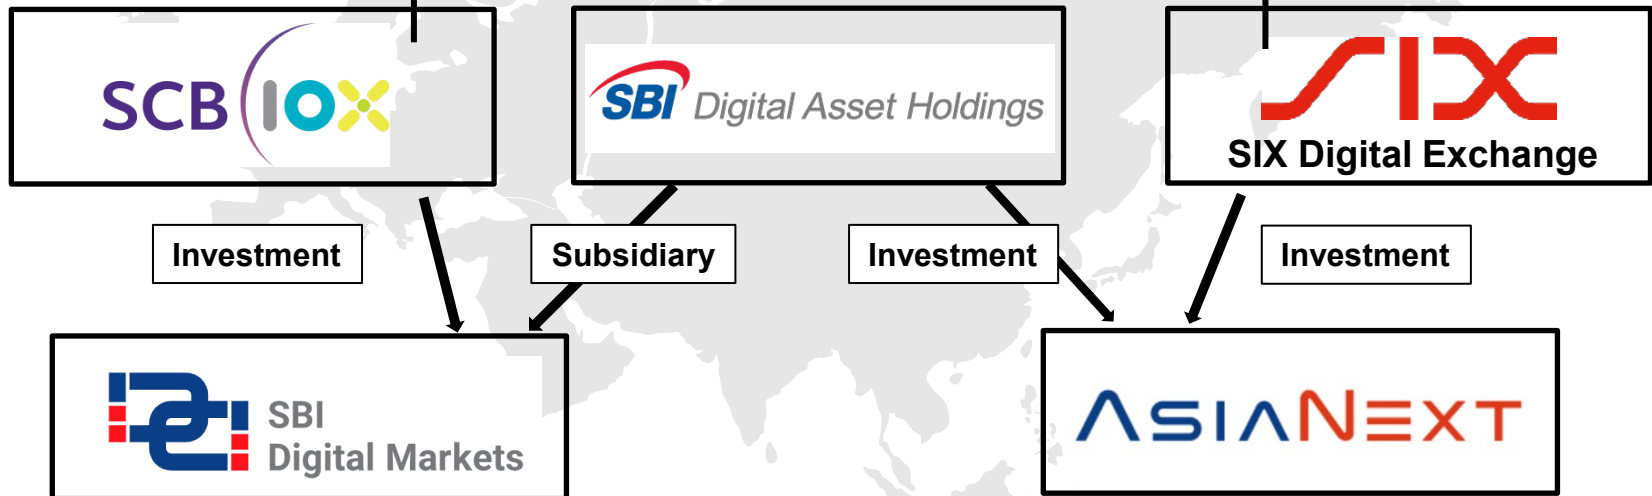 SCB 10X
SBI Digital Asset Holdings
SIX
SIX Digital Exchange
Investment
Subsidiary
Investment
Investment
SBI
Digital Markets
ASIANEXT